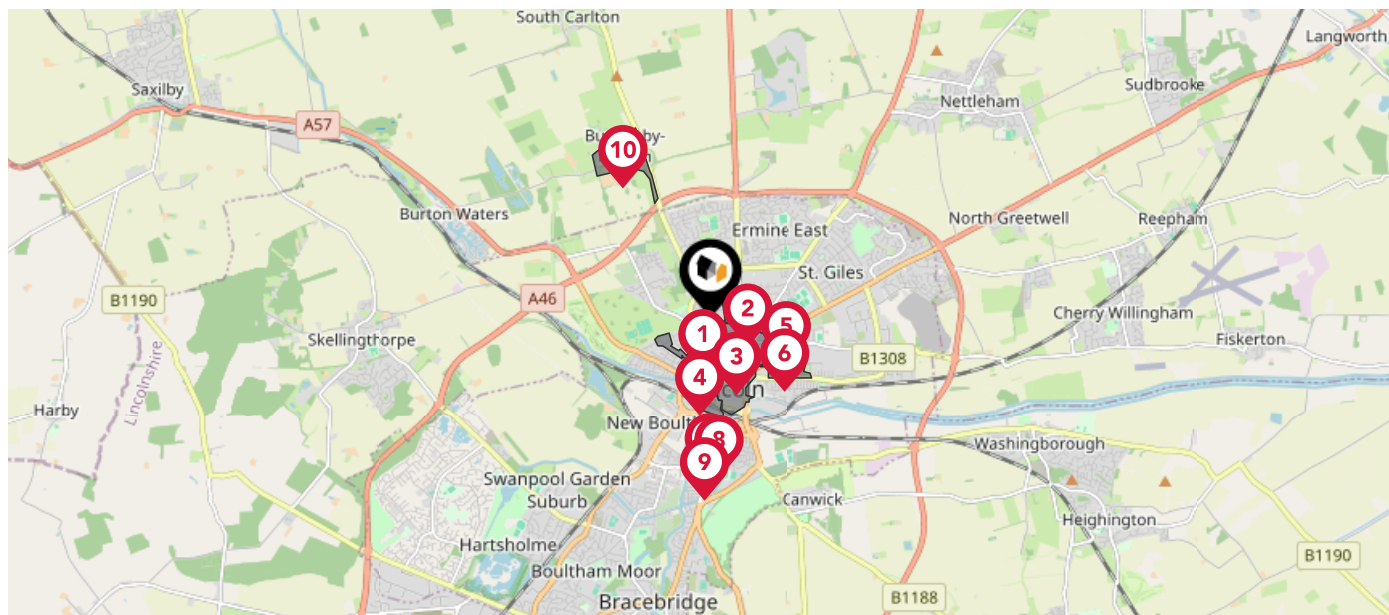 South Carlton
Langworth
Saxilby
Sudbrooke
Nettleham
A57
10
Burton Waters
North Greetwell
Reepham
Ermine East
St. Giles
A46
B1190
2
Cherry Willingham
5
1
Skellingthorpe
Fiskerton
3
6
B1308
4
Lincolnshire
Harby
New
Washingborough
8
9
Swanpool Garden
Suburb
Canwick
Heighington
Hartsholme
B1190
Boultham Moor
B1188
Bracebridge